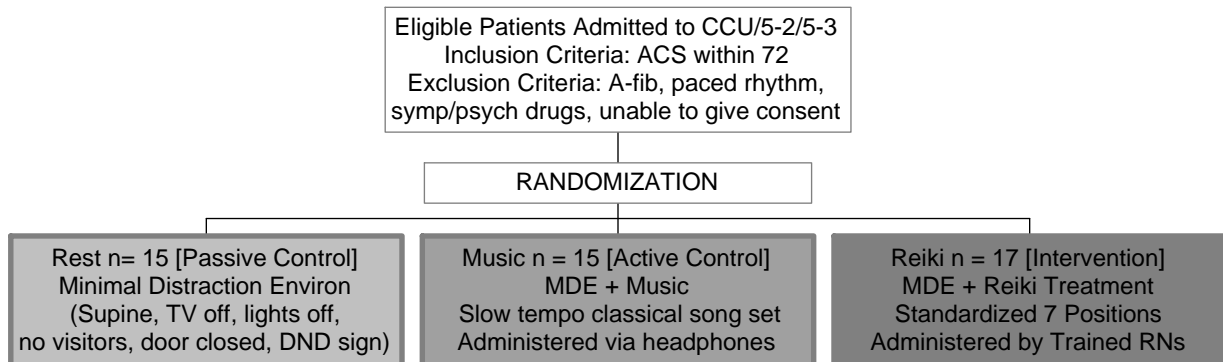 Eligible Patients Admitted to CCU/5-2/5-3
Inclusion Criteria: ACS within 72
Exclusion Criteria: A-fib, paced rhythm,
symp/psych drugs, unable to give consent
RANDOMIZATION
Rest n= 15 [Passive Control]
Minimal Distraction Environ
(Supine, TV off, lights off,
no visitors, door closed, DND sign)
Music n = 15 [Active Control]
MDE + Music
Slow tempo classical song set
Administered via headphones
Reiki n = 17 [Intervention]
MDE + Reiki Treatment
Standardized 7 Positions
Administered by Trained RNs